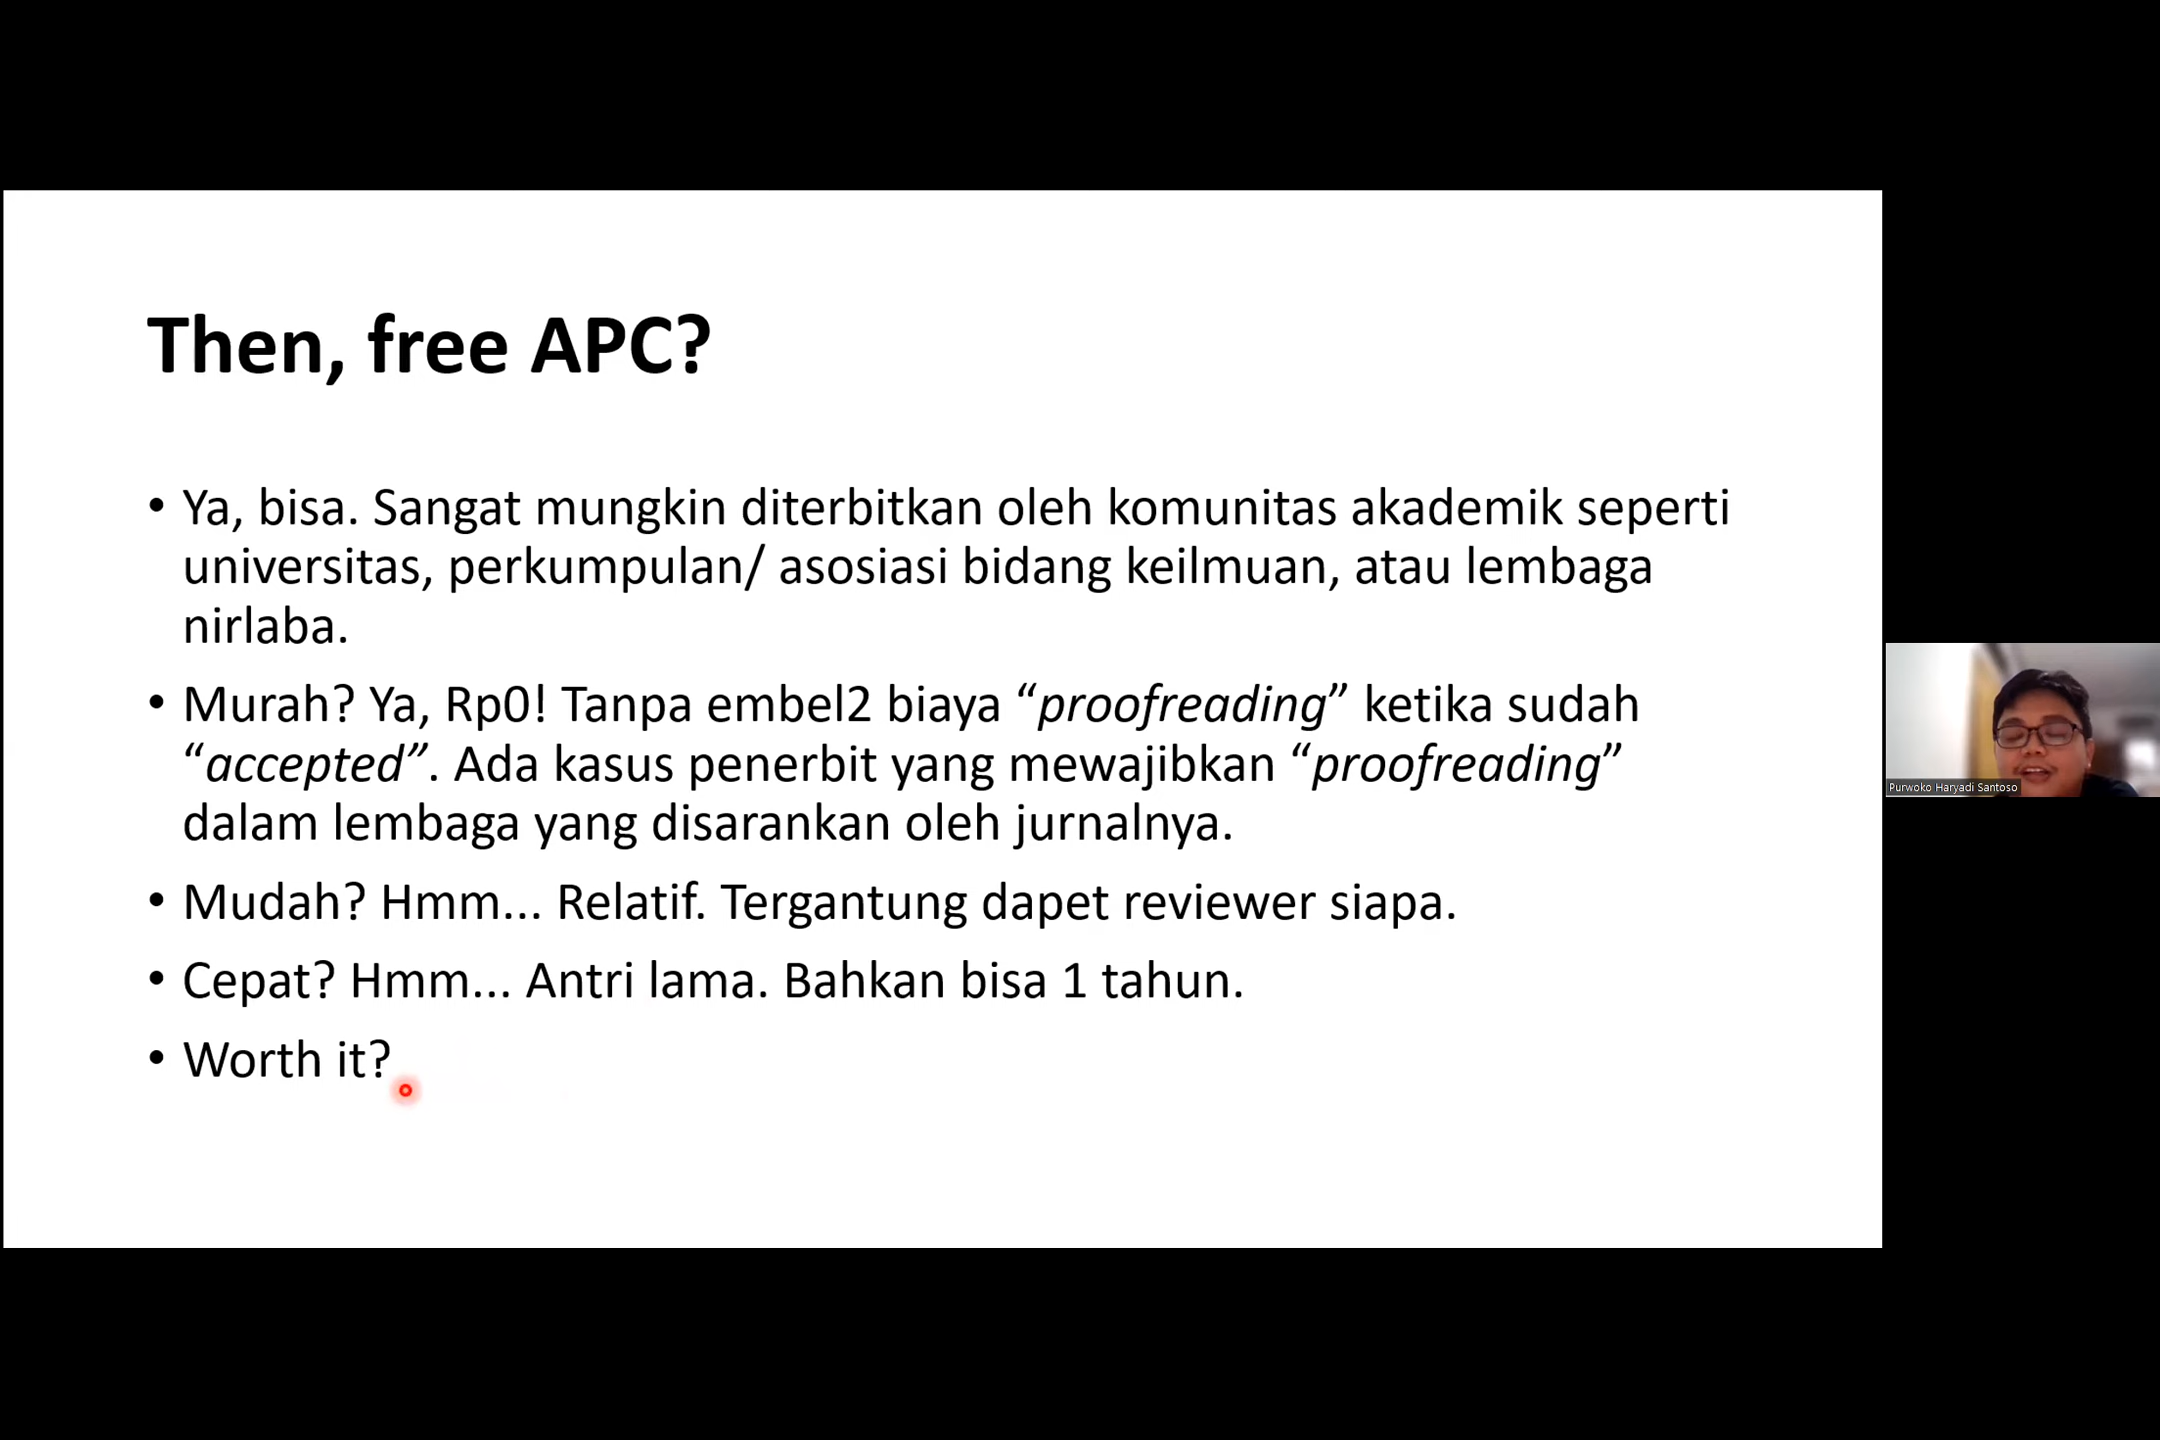 Then, free APC?
• Ya, bisa. Sangat mungkin diterbitkan oleh komunitas akademik seperti
universitas, perkumpulan/ asosiasi bidang keilmuan, atau lembaga
nirlaba.
• Murah? Ya, Rp0! Tanpa embel2 biaya “proofreading” ketika sudah
“accepted”. Ada kasus penerbit yang mewajibkan “proofreading”
dalam lembaga yang disarankan oleh jurnalnya.
• Mudah? Hmm... Relatif. Tergantung dapet reviewer siapa.
• Cepat? Hmm... Antri lama. Bahkan bisa 1 tahun.
• Worth it?
Purwoko Haryadi Santoso